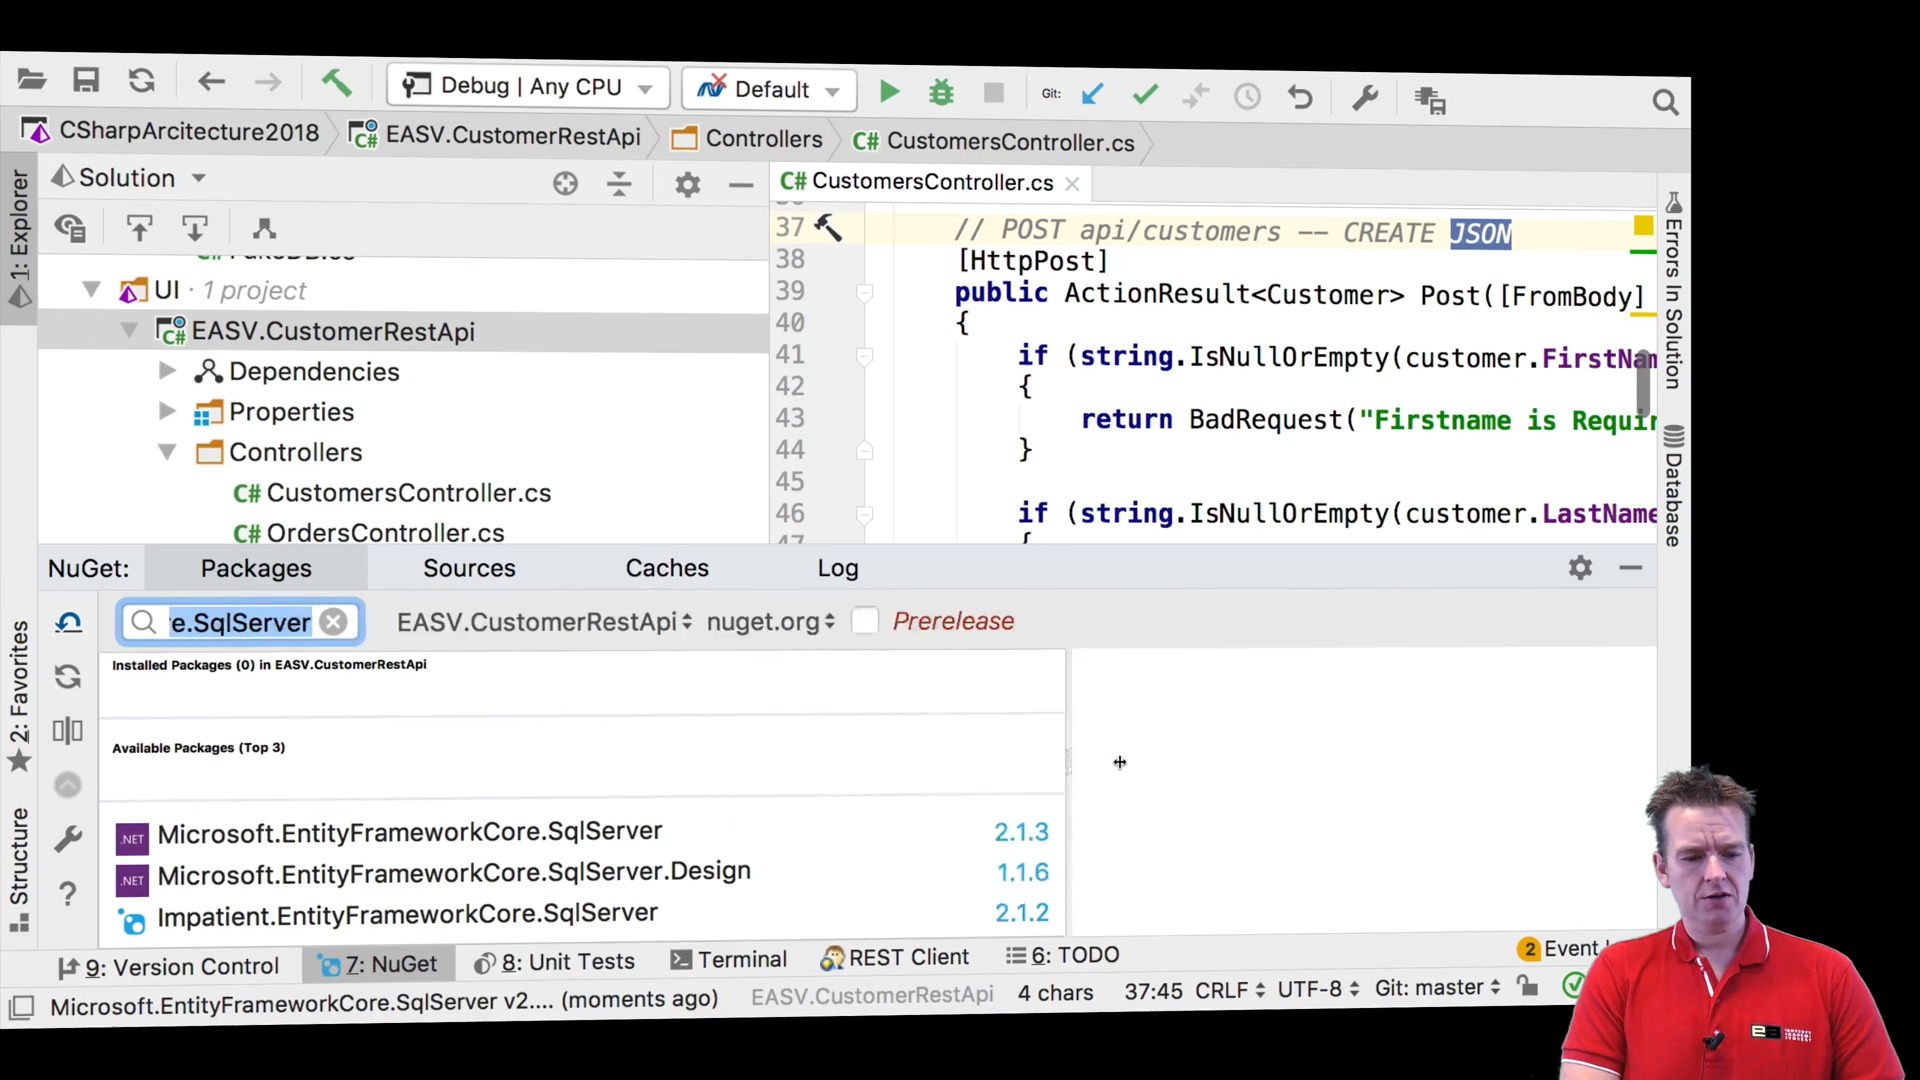 Debug | Any CPU
Default
Git:
CSharpArcitecture2018
EASV.CustomerRestApi
Controllers
C# CustomersController.cs
1: Explorer
Solution
C# CustomersController.cs
UI · 1 project
EASV.CustomerRestApi
Dependencies
Properties
Controllers
C# CustomersController.cs
C# OrdersController.cs
37 // POST api/customers -- CREATE JSON
38 [HttpPost]
39 public ActionResult<Customer> Post([FromBody]
40 {
41 if (string.IsNullOrEmpty(customer.FirstNam
42 {
43 return BadRequest("Firstname is Requir
44 }
45
46 if (string.IsNullOrEmpty(customer.LastName
47 {
Errors In Solution
Database
NuGet: Packages Sources Caches Log
e.SqlServer
EASV.CustomerRestApi
nuget.org
Prerelease
2: Favorites
Structure
Installed Packages (0) in EASV.CustomerRestApi
Available Packages (Top 3)
.NET Microsoft.EntityFrameworkCore.SqlServer 2.1.3
.NET Microsoft.EntityFrameworkCore.SqlServer.Design 1.1.6
Impatient.EntityFrameworkCore.SqlServer 2.1.2
9: Version Control
7: NuGet
8: Unit Tests
Terminal
REST Client
6: TODO
2 Event
Microsoft.EntityFrameworkCore.SqlServer v2.... (moments ago)
EASV.CustomerRestApi
4 chars
37:45
CRLF
UTF-8
Git: master